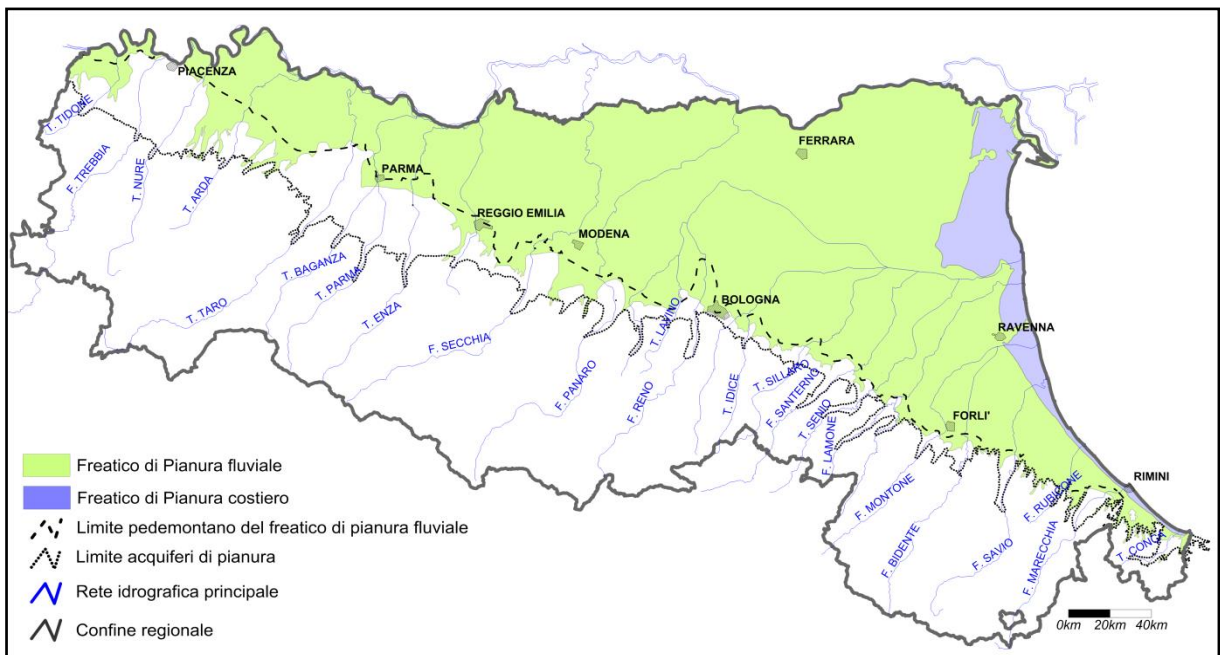 PIACENZA
T. TIDONE
F. TREBBIA
T. NURE
T. ARDA
PARMA
FERRARA
REGGIO EMILIA
MODENA
T. BAGANZA
T. PARMA
T. TARO
T. ENZA
F. SECCHIA
BOLOGNA
T. LAVINO
F. PANARO
F. RENO
T. IDICE
T. SILLARO
F. SANTERNO
T. SENIO
F. LAMONE
RAVENNA
FORLI'
F. MONTONE
F. BIDENTE
F. SAVIO
F. RUBICONE
F. MARECCHIA
RIMINI
T. CONCA
Freatico di Pianura fluviale
Freatico di Pianura costiero
Limite pedemontano del freatico di pianura fluviale
Limite acquiferi di pianura
Rete idrografica principale
Confine regionale
0km 20km 40km